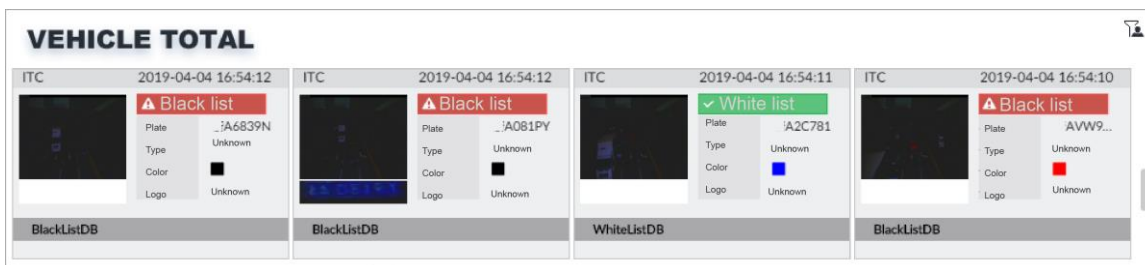 VEHICLE TOTAL
ITC 2019-04-04 16:54:12
Black list
Plate A6839N
Type Unknown
Color
Logo Unknown
BlackListDB
ITC 2019-04-04 16:54:12
Black list
Plate A081PY
Type Unknown
Color
Logo Unknown
BlackListDB
ITC 2019-04-04 16:54:11
White list
Plate A2C781
Type Unknown
Color
Logo Unknown
WhiteListDB
ITC 2019-04-04 16:54:10
Black list
Plate AVW9...
Type Unknown
Color
Logo Unknown
BlackListDB